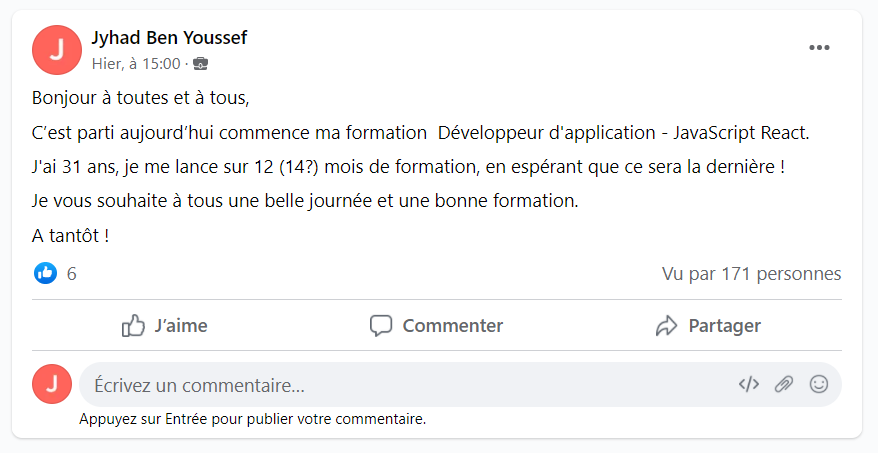 J
Jyhad Ben Youssef
Hier, à 15:00 ·
Bonjour à toutes et à tous,
C’est parti aujourd’hui commence ma formation  Développeur d'application - JavaScript React.
J'ai 31 ans, je me lance sur 12 (14?) mois de formation, en espérant que ce sera la dernière !
Je vous souhaite à tous une belle journée et une bonne formation.
A tantôt !
6 Vu par 171 personnes
J’aime Commenter Partager
J Écrivez un commentaire... </>
Appuyez sur Entrée pour publier votre commentaire.